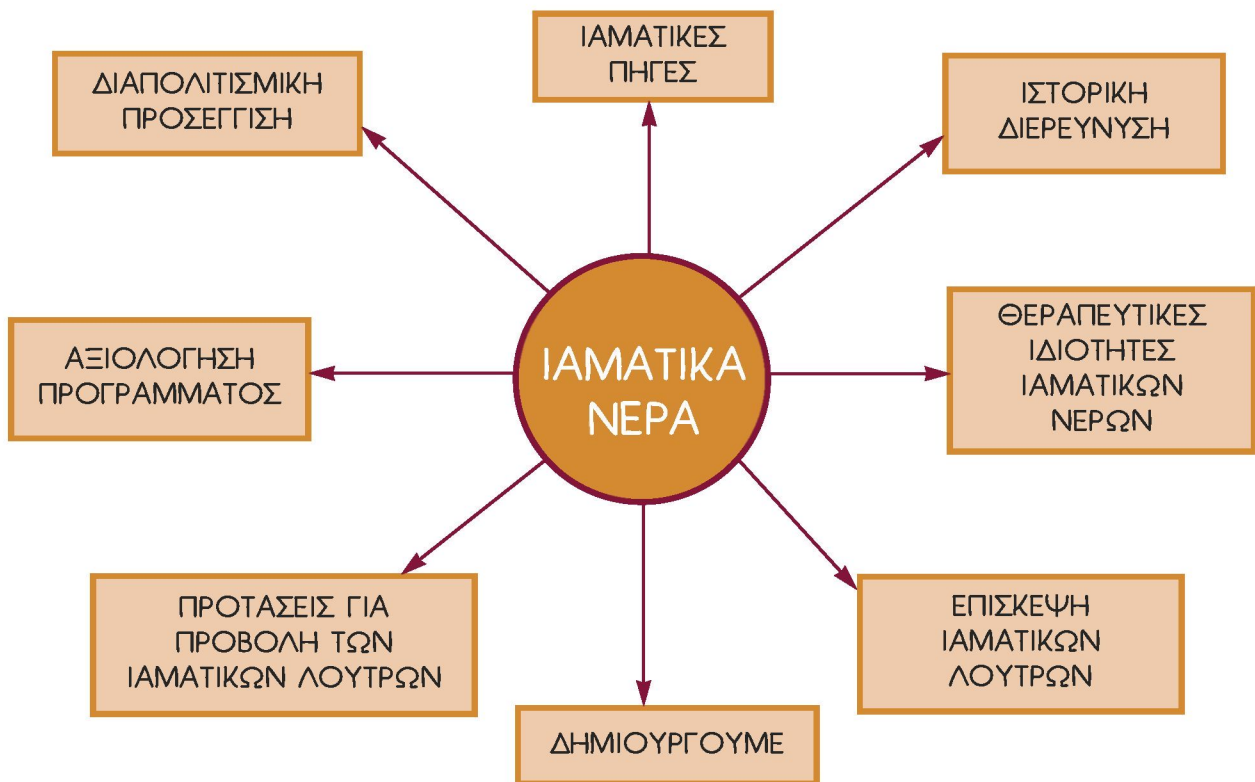 ΙΑΜΑΤΙΚΕΣ
ΠΗΓΕΣ
ΔΙΑΠΟΛΙΤΙΣΜΙΚΗ
ΠΡΟΣΕΓΓΙΣΗ
ΙΣΤΟΡΙΚΗ
ΔΙΕΡΕΥΝΥΣΗ
ΘΕΡΑΠΕΥΤΙΚΕΣ
ΙΔΙΟΤΗΤΕΣ
ΙΑΜΑΤΙΚΩΝ
ΝΕΡΩΝ
ΑΞΙΟΛΟΓΗΣΗ
ΠΡΟΓΡΑΜΜΑΤΟΣ
ΙΑΜΑΤΙΚΑ
ΝΕΡΑ
ΠΡΟΤΑΣΕΙΣ ΓΙΑ
ΠΡΟΒΟΛΗ ΤΩΝ
ΙΑΜΑΤΙΚΩΝ ΛΟΥΤΡΩΝ
ΕΠΙΣΚΕΨΗ
ΙΑΜΑΤΙΚΩΝ
ΛΟΥΤΡΩΝ
ΔΗΜΙΟΥΡΓΟΥΜΕ